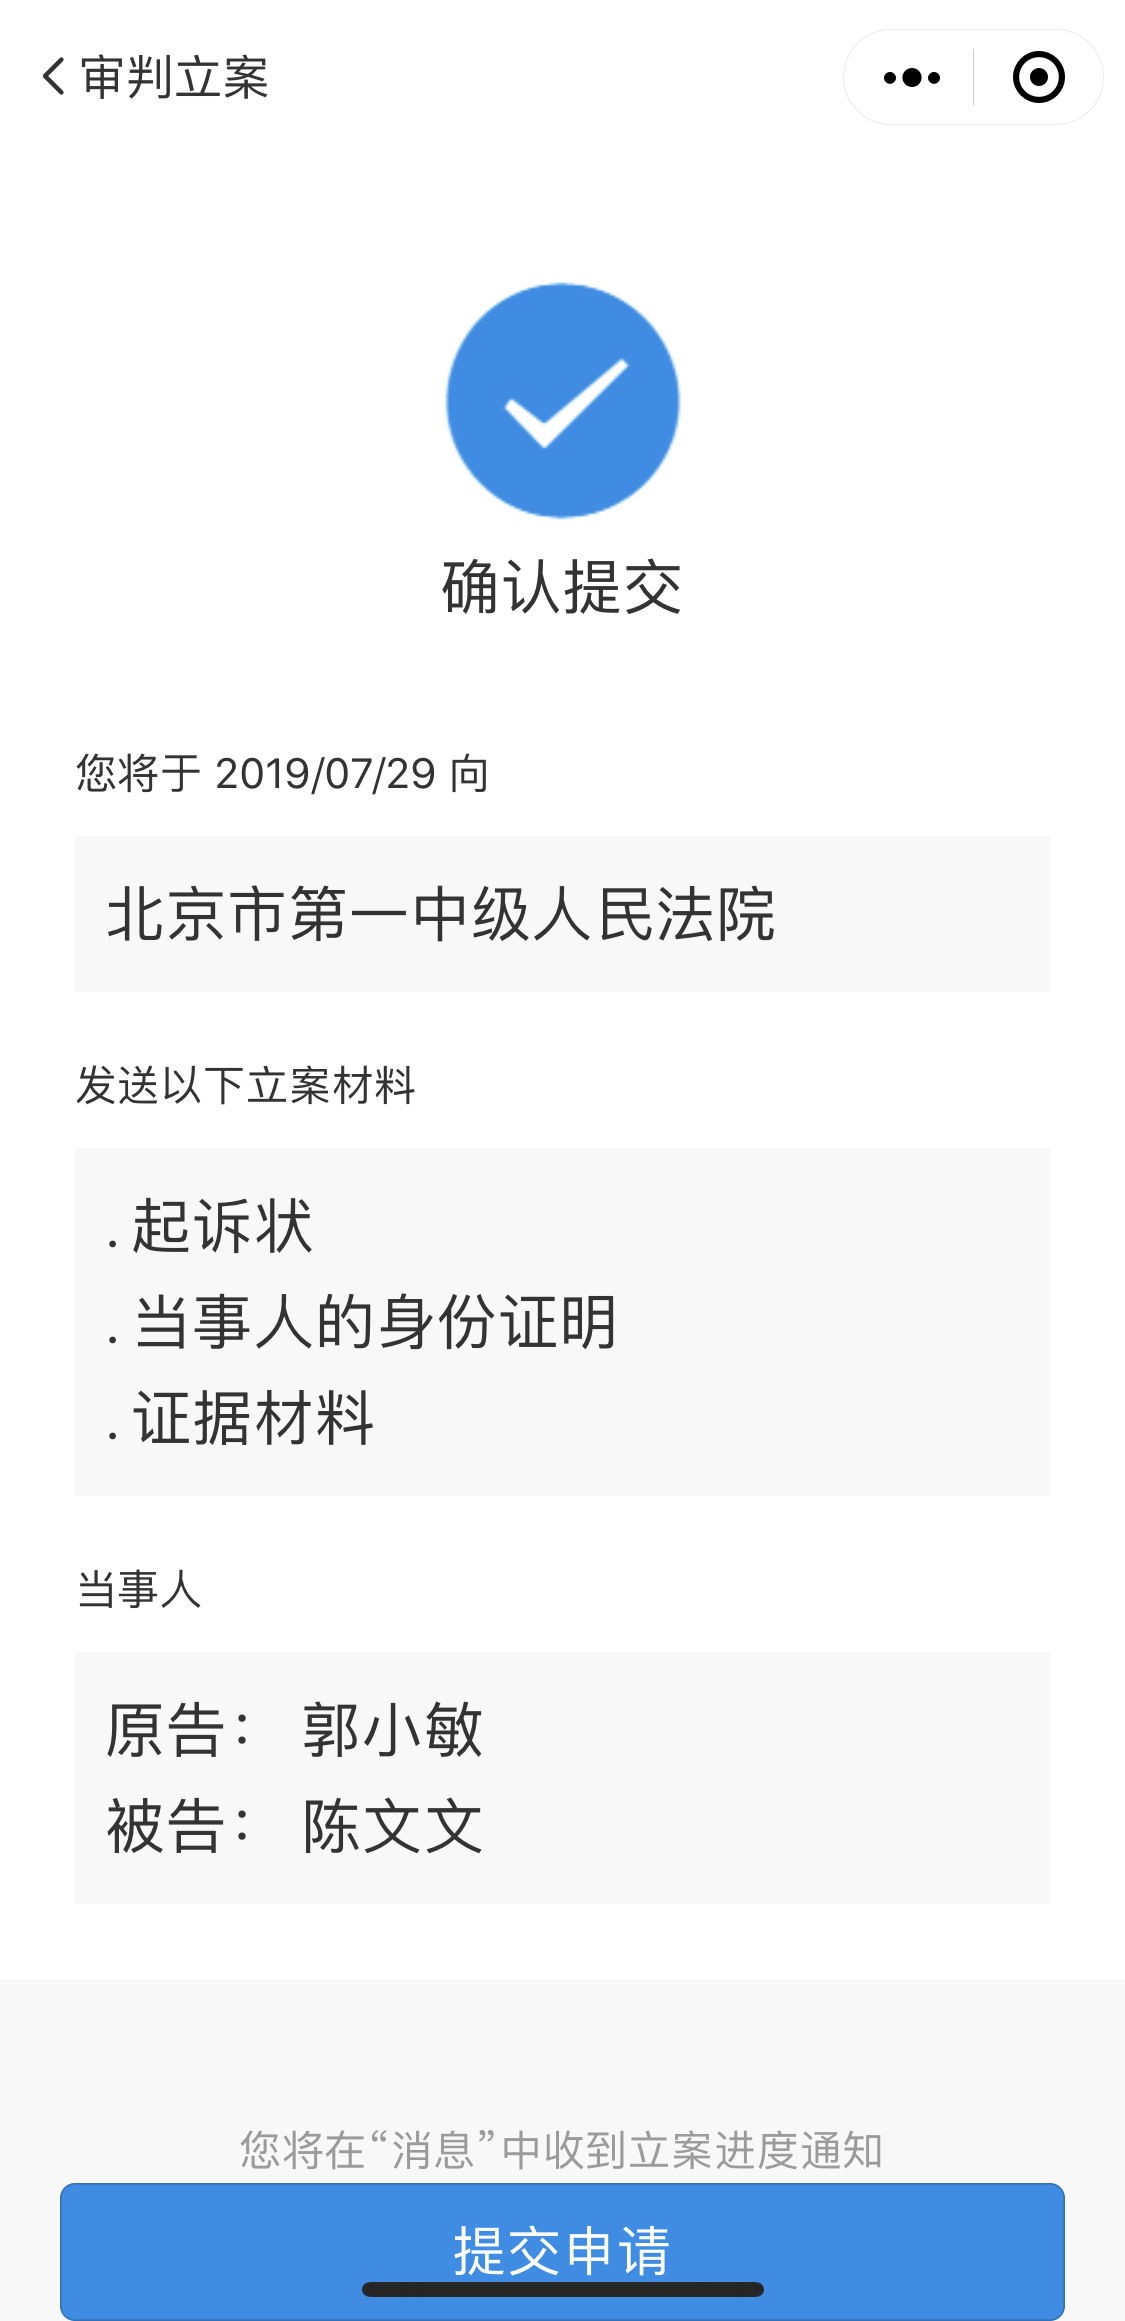 审判立案
确认提交
您将于 2019/07/29 向
北京市第一中级人民法院
发送以下立案材料
. 起诉状
. 当事人的身份证明
. 证据材料
当事人
原告： 郭小敏
被告： 陈文文
您将在“消息”中收到立案进度通知
提交申请